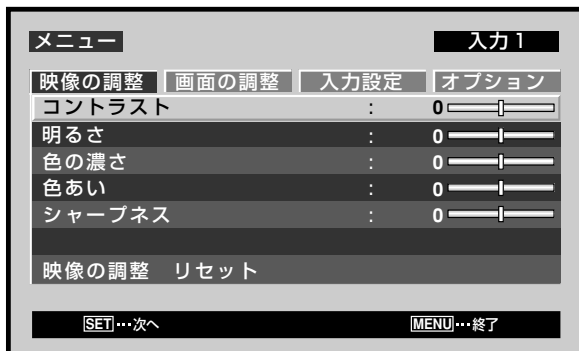 メニュー 入力1
映像の調整 画面の調整 入力設定 オプション
コントラスト : 0
明るさ : 0
色の濃さ : 0
色あい : 0
シャープネス : 0
映像の調整 リセット
SET…次へ MENU…終了